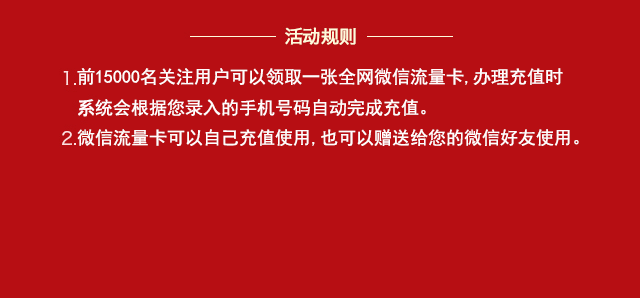 活动规则
1.前15000名关注用户可以领取一张全网微信流量卡,办理充值时
系统会根据您录入的手机号码自动完成充值。
2.微信流量卡可以自己充值使用,也可以赠送给您的微信好友使用。